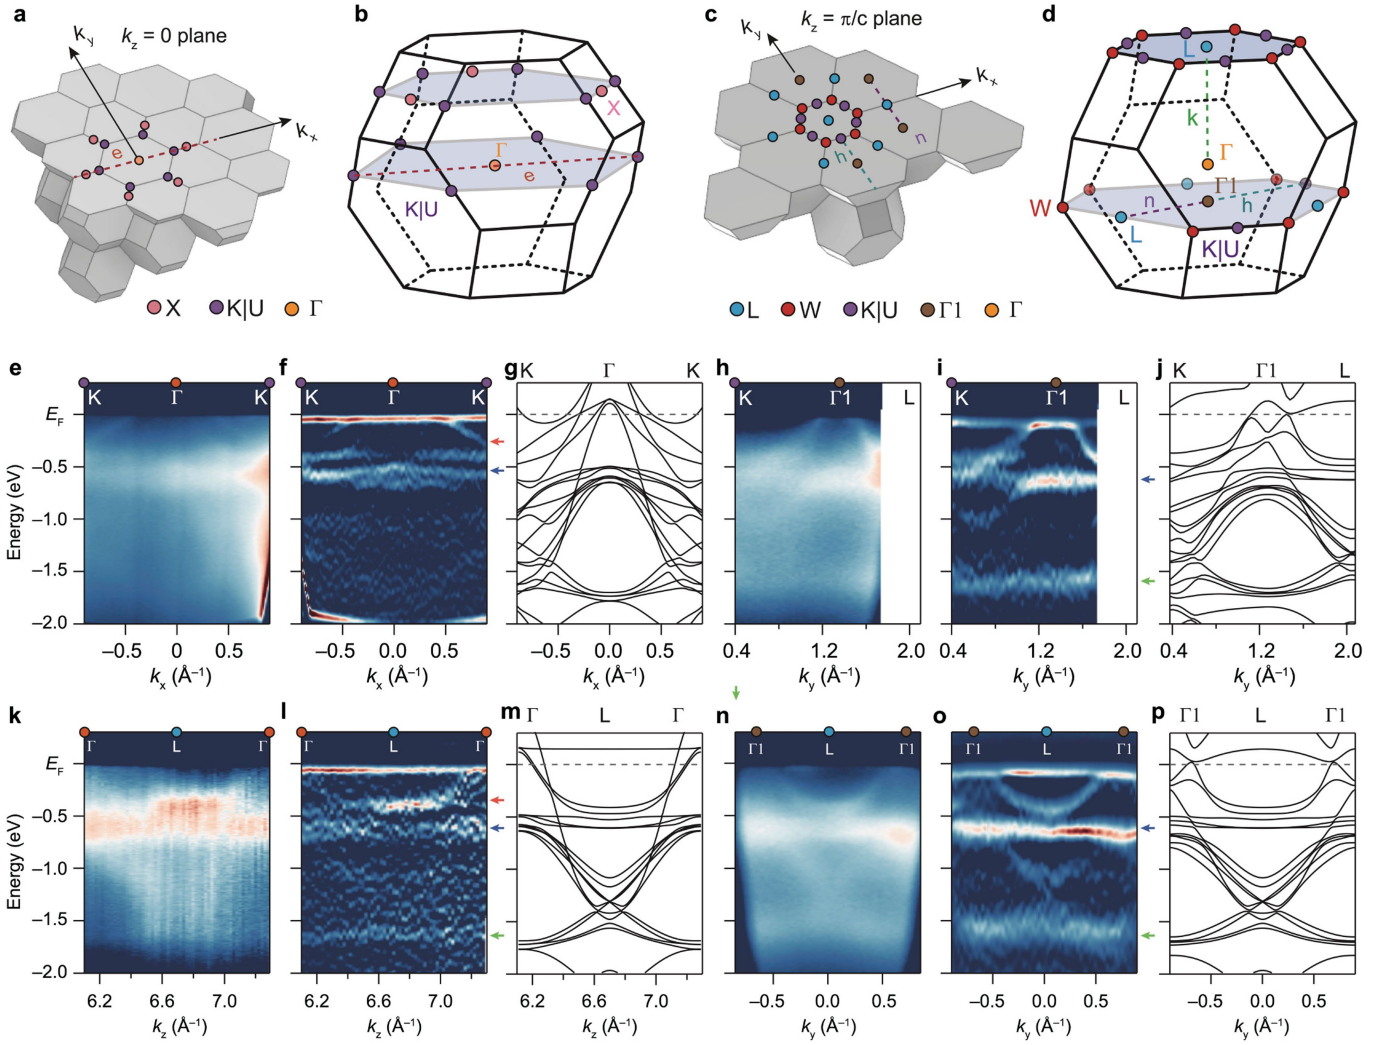 a
k_y
k_z = 0 plane
e
k_x
b
X
Γ
e
K|U
c
k_y
k_z = π/c plane
k_x
n
h
d
L
k
Γ
Γ1
W
n
h
L
K|U
X K|U Γ
L W K|U Γ1 Γ
e
K Γ K
E_F
−0.5
−1.0
−1.5
−2.0
Energy (eV)
−0.5 0 0.5
k_x (Å⁻¹)
f
K Γ K
−0.5 0.0 0.5
k_x (Å⁻¹)
g
K Γ K
−0.5 0.0 0.5
k_x (Å⁻¹)
h
K Γ1 L
0.4 1.2 2.0
k_y (Å⁻¹)
i
K Γ1 L
0.4 1.2 2.0
k_y (Å⁻¹)
j
K Γ1 L
0.4 1.2 2.0
k_y (Å⁻¹)
k
Γ L Γ
E_F
−0.5
−1.0
−1.5
−2.0
Energy (eV)
6.2 6.6 7.0
k_z (Å⁻¹)
l
Γ L Γ
6.2 6.6 7.0
k_z (Å⁻¹)
m
Γ L Γ
6.2 6.6 7.0
k_z (Å⁻¹)
n
Γ1 L Γ1
−0.5 0.0 0.5
k_y (Å⁻¹)
o
Γ1 L Γ1
−0.5 0.0 0.5
k_y (Å⁻¹)
p
Γ1 L Γ1
−0.5 0.0 0.5
k_y (Å⁻¹)